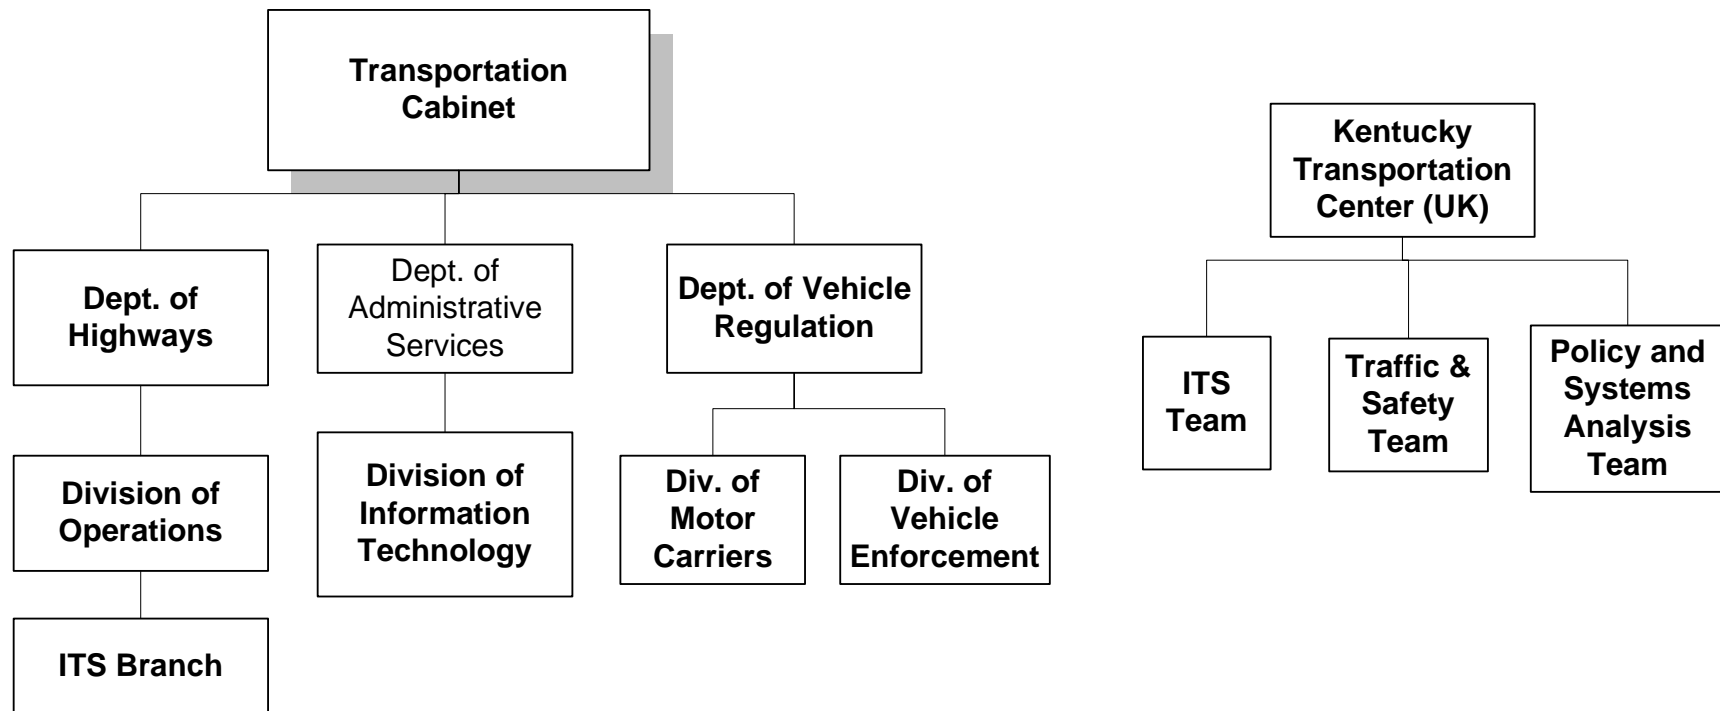 Transportation
Cabinet
Kentucky
Transportation
Center (UK)
Dept. of
Highways
Dept. of
Administrative
Services
Dept. of Vehicle
Regulation
ITS
Team
Traffic &
Safety
Team
Policy and
Systems
Analysis
Team
Division of
Operations
Division of
Information
Technology
Div. of
Motor
Carriers
Div. of
Vehicle
Enforcement
ITS Branch